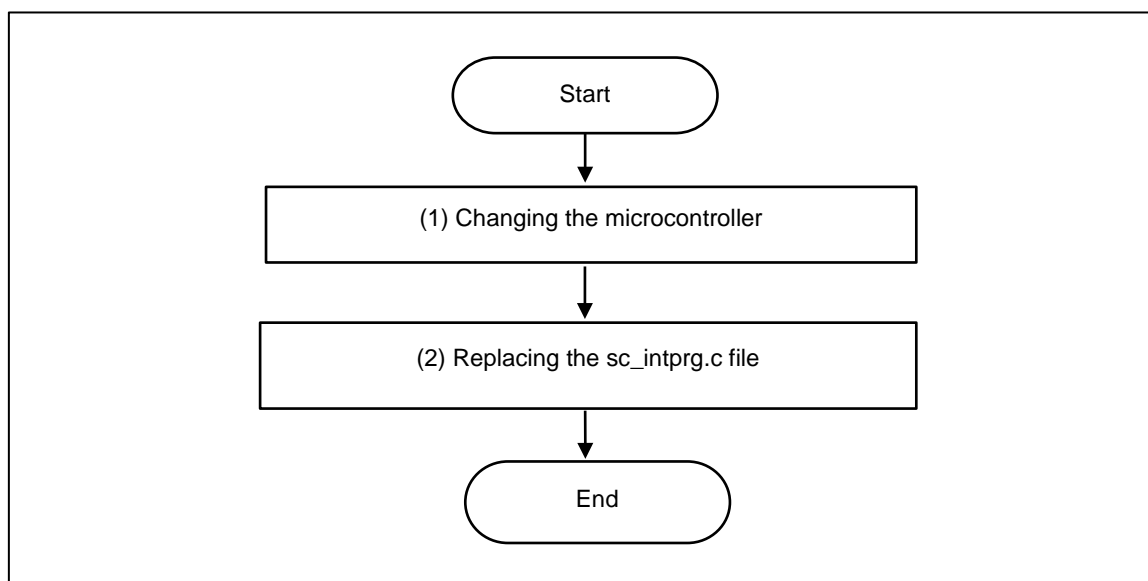 Start
(1) Changing the microcontroller
(2) Replacing the sc_intprg.c file
End